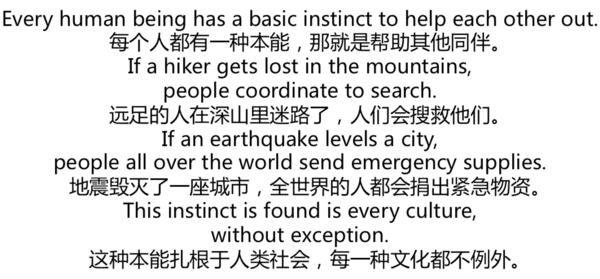 Every human being has a basic instinct to help each other out.
每个人都有一种本能，那就是帮助其他同伴。
If a hiker gets lost in the mountains,
people coordinate to search.
远足的人在深山里迷路了，人们会搜救他们。
If an earthquake levels a city,
people all over the world send emergency supplies.
地震毁灭了一座城市，全世界的人都会捐出紧急物资。
This instinct is found is every culture,
without exception.
这种本能扎根于人类社会，每一种文化都不例外。